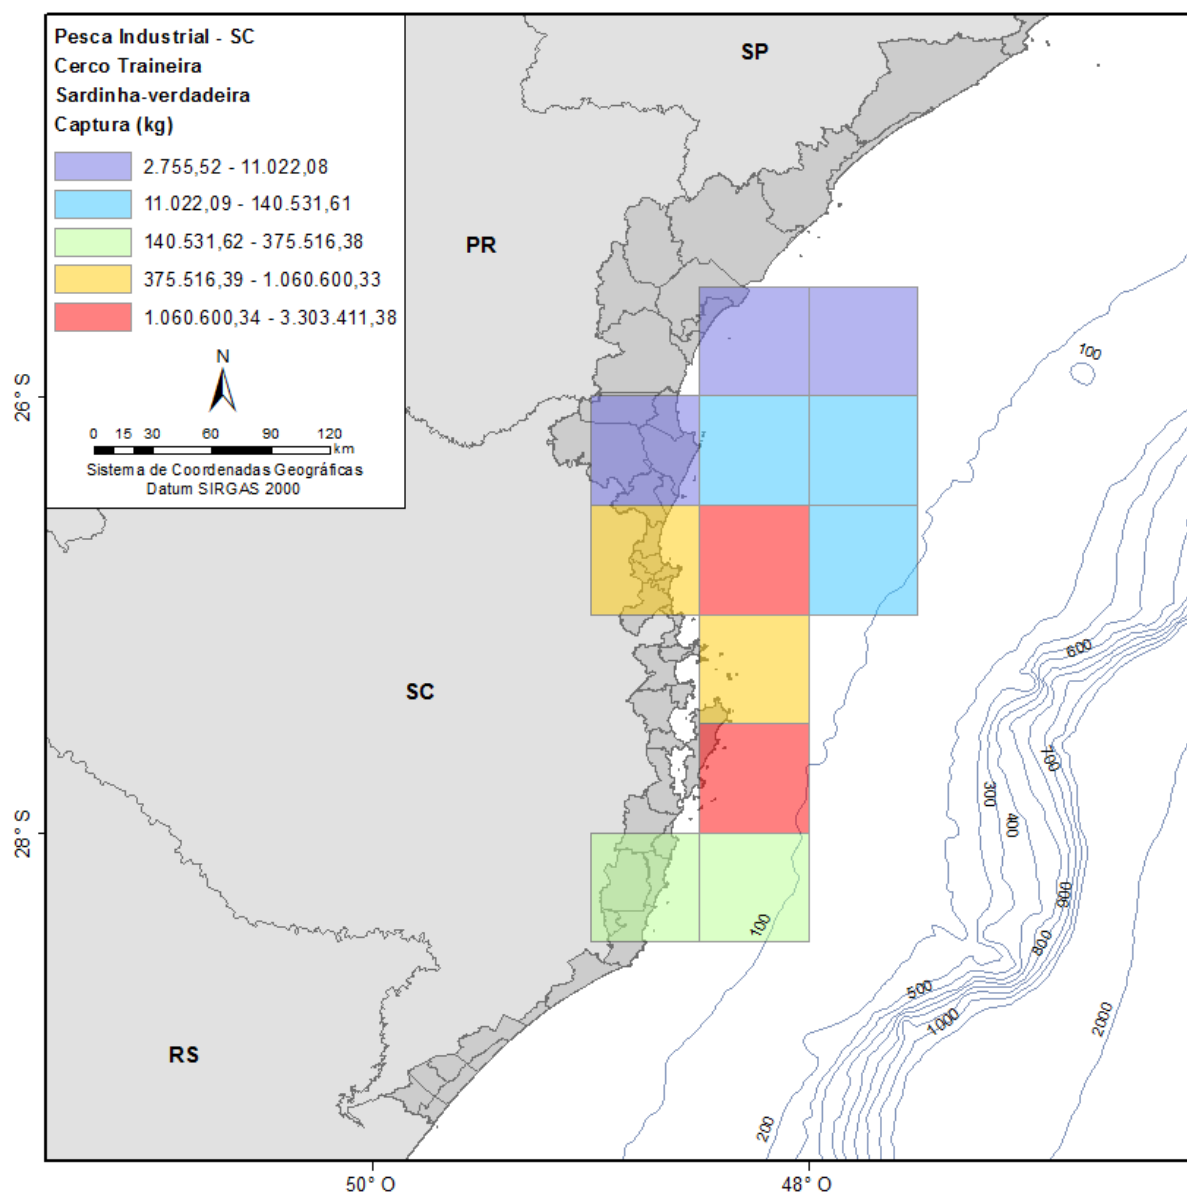 Pesca Industrial - SC
Cerco Traineira
Sardinha-verdadeira
Captura (kg)
2.755,52 - 11.022,08
11.022,09 - 140.531,61
140.531,62 - 375.516,38
375.516,39 - 1.060.600,33
1.060.600,34 - 3.303.411,38
N
0 15 30 60 90 120
km
Sistema de Coordenadas Geográficas
Datum SIRGAS 2000
SP
PR
100
26° S
600
SC
700
300
400
28° S
900
100
800
500
1000
2000
RS
200
50° O
48° O